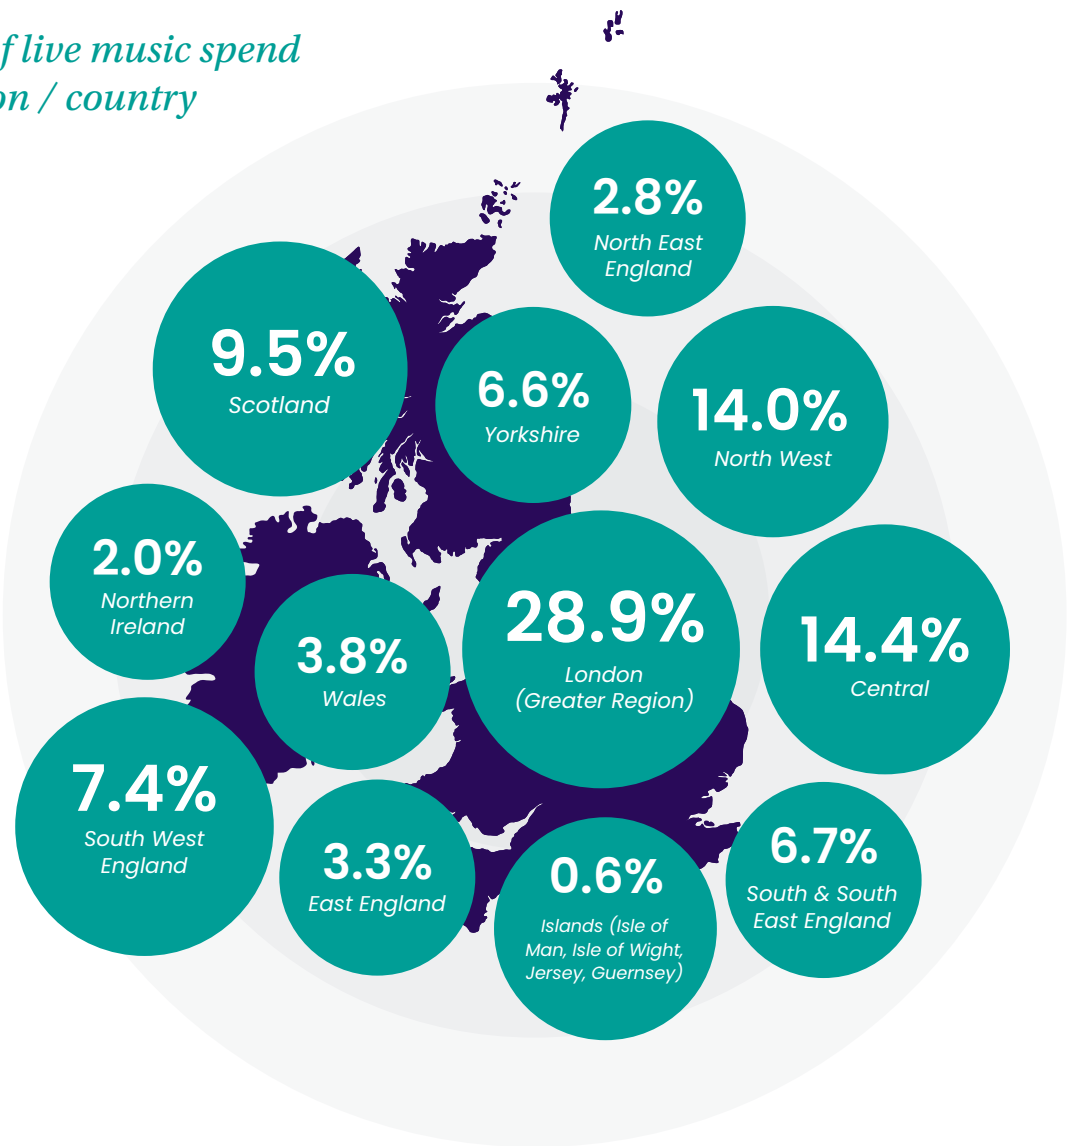 f live music spend
on / country
2.8%
North East
England
9.5%
Scotland
6.6%
Yorkshire
14.0%
North West
2.0%
Northern
Ireland
3.8%
Wales
28.9%
London
(Greater Region)
14.4%
Central
7.4%
South West
England
3.3%
East England
0.6%
Islands (Isle of
Man, Isle of Wight,
Jersey, Guernsey)
6.7%
South & South
East England